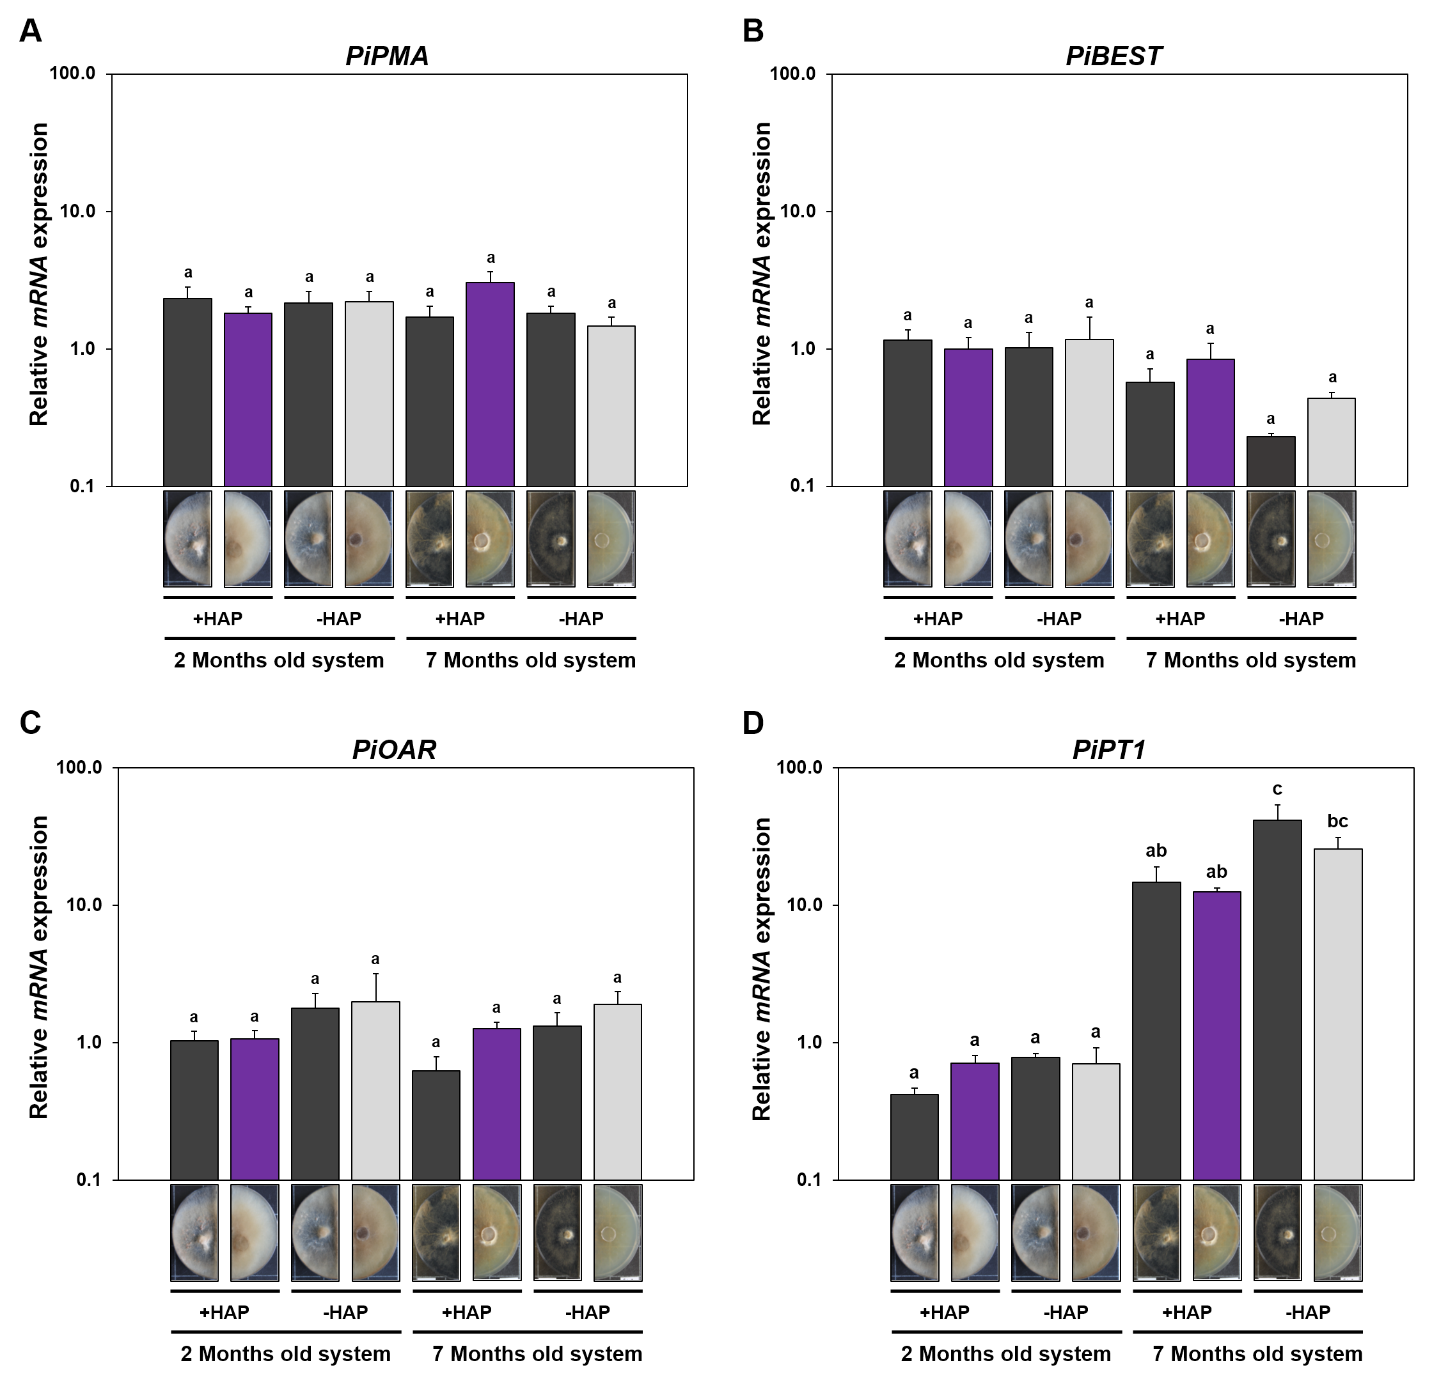 A
PiPMA
Relative mRNA expression
100.0
10.0
1.0
0.1
a a a a a a a a
+HAP -HAP +HAP -HAP
2 Months old system 7 Months old system
B
PiBEST
Relative mRNA expression
100.0
10.0
1.0
0.1
a a a a a a a a
+HAP -HAP +HAP -HAP
2 Months old system 7 Months old system
C
PiOAR
Relative mRNA expression
100.0
10.0
1.0
0.1
a a a a a a a a
+HAP -HAP +HAP -HAP
2 Months old system 7 Months old system
D
PiPT1
Relative mRNA expression
100.0
10.0
1.0
0.1
a a a a ab ab c bc
+HAP -HAP +HAP -HAP
2 Months old system 7 Months old system